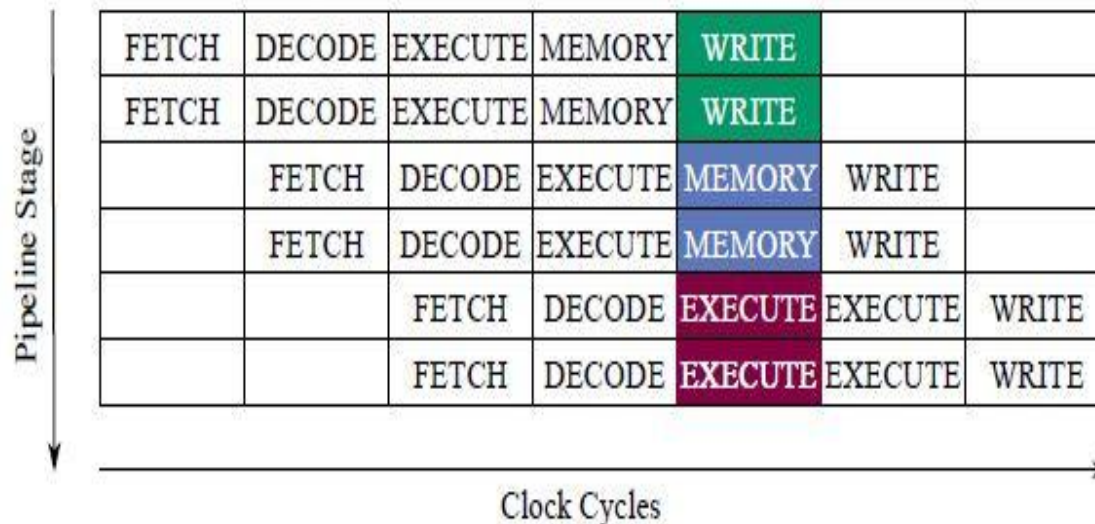 FETCH DECODE EXECUTE MEMORY WRITE
FETCH DECODE EXECUTE MEMORY WRITE
FETCH DECODE EXECUTE MEMORY WRITE
FETCH DECODE EXECUTE MEMORY WRITE
FETCH DECODE EXECUTE EXECUTE WRITE
FETCH DECODE EXECUTE EXECUTE WRITE
Pipeline Stage
Clock Cycles